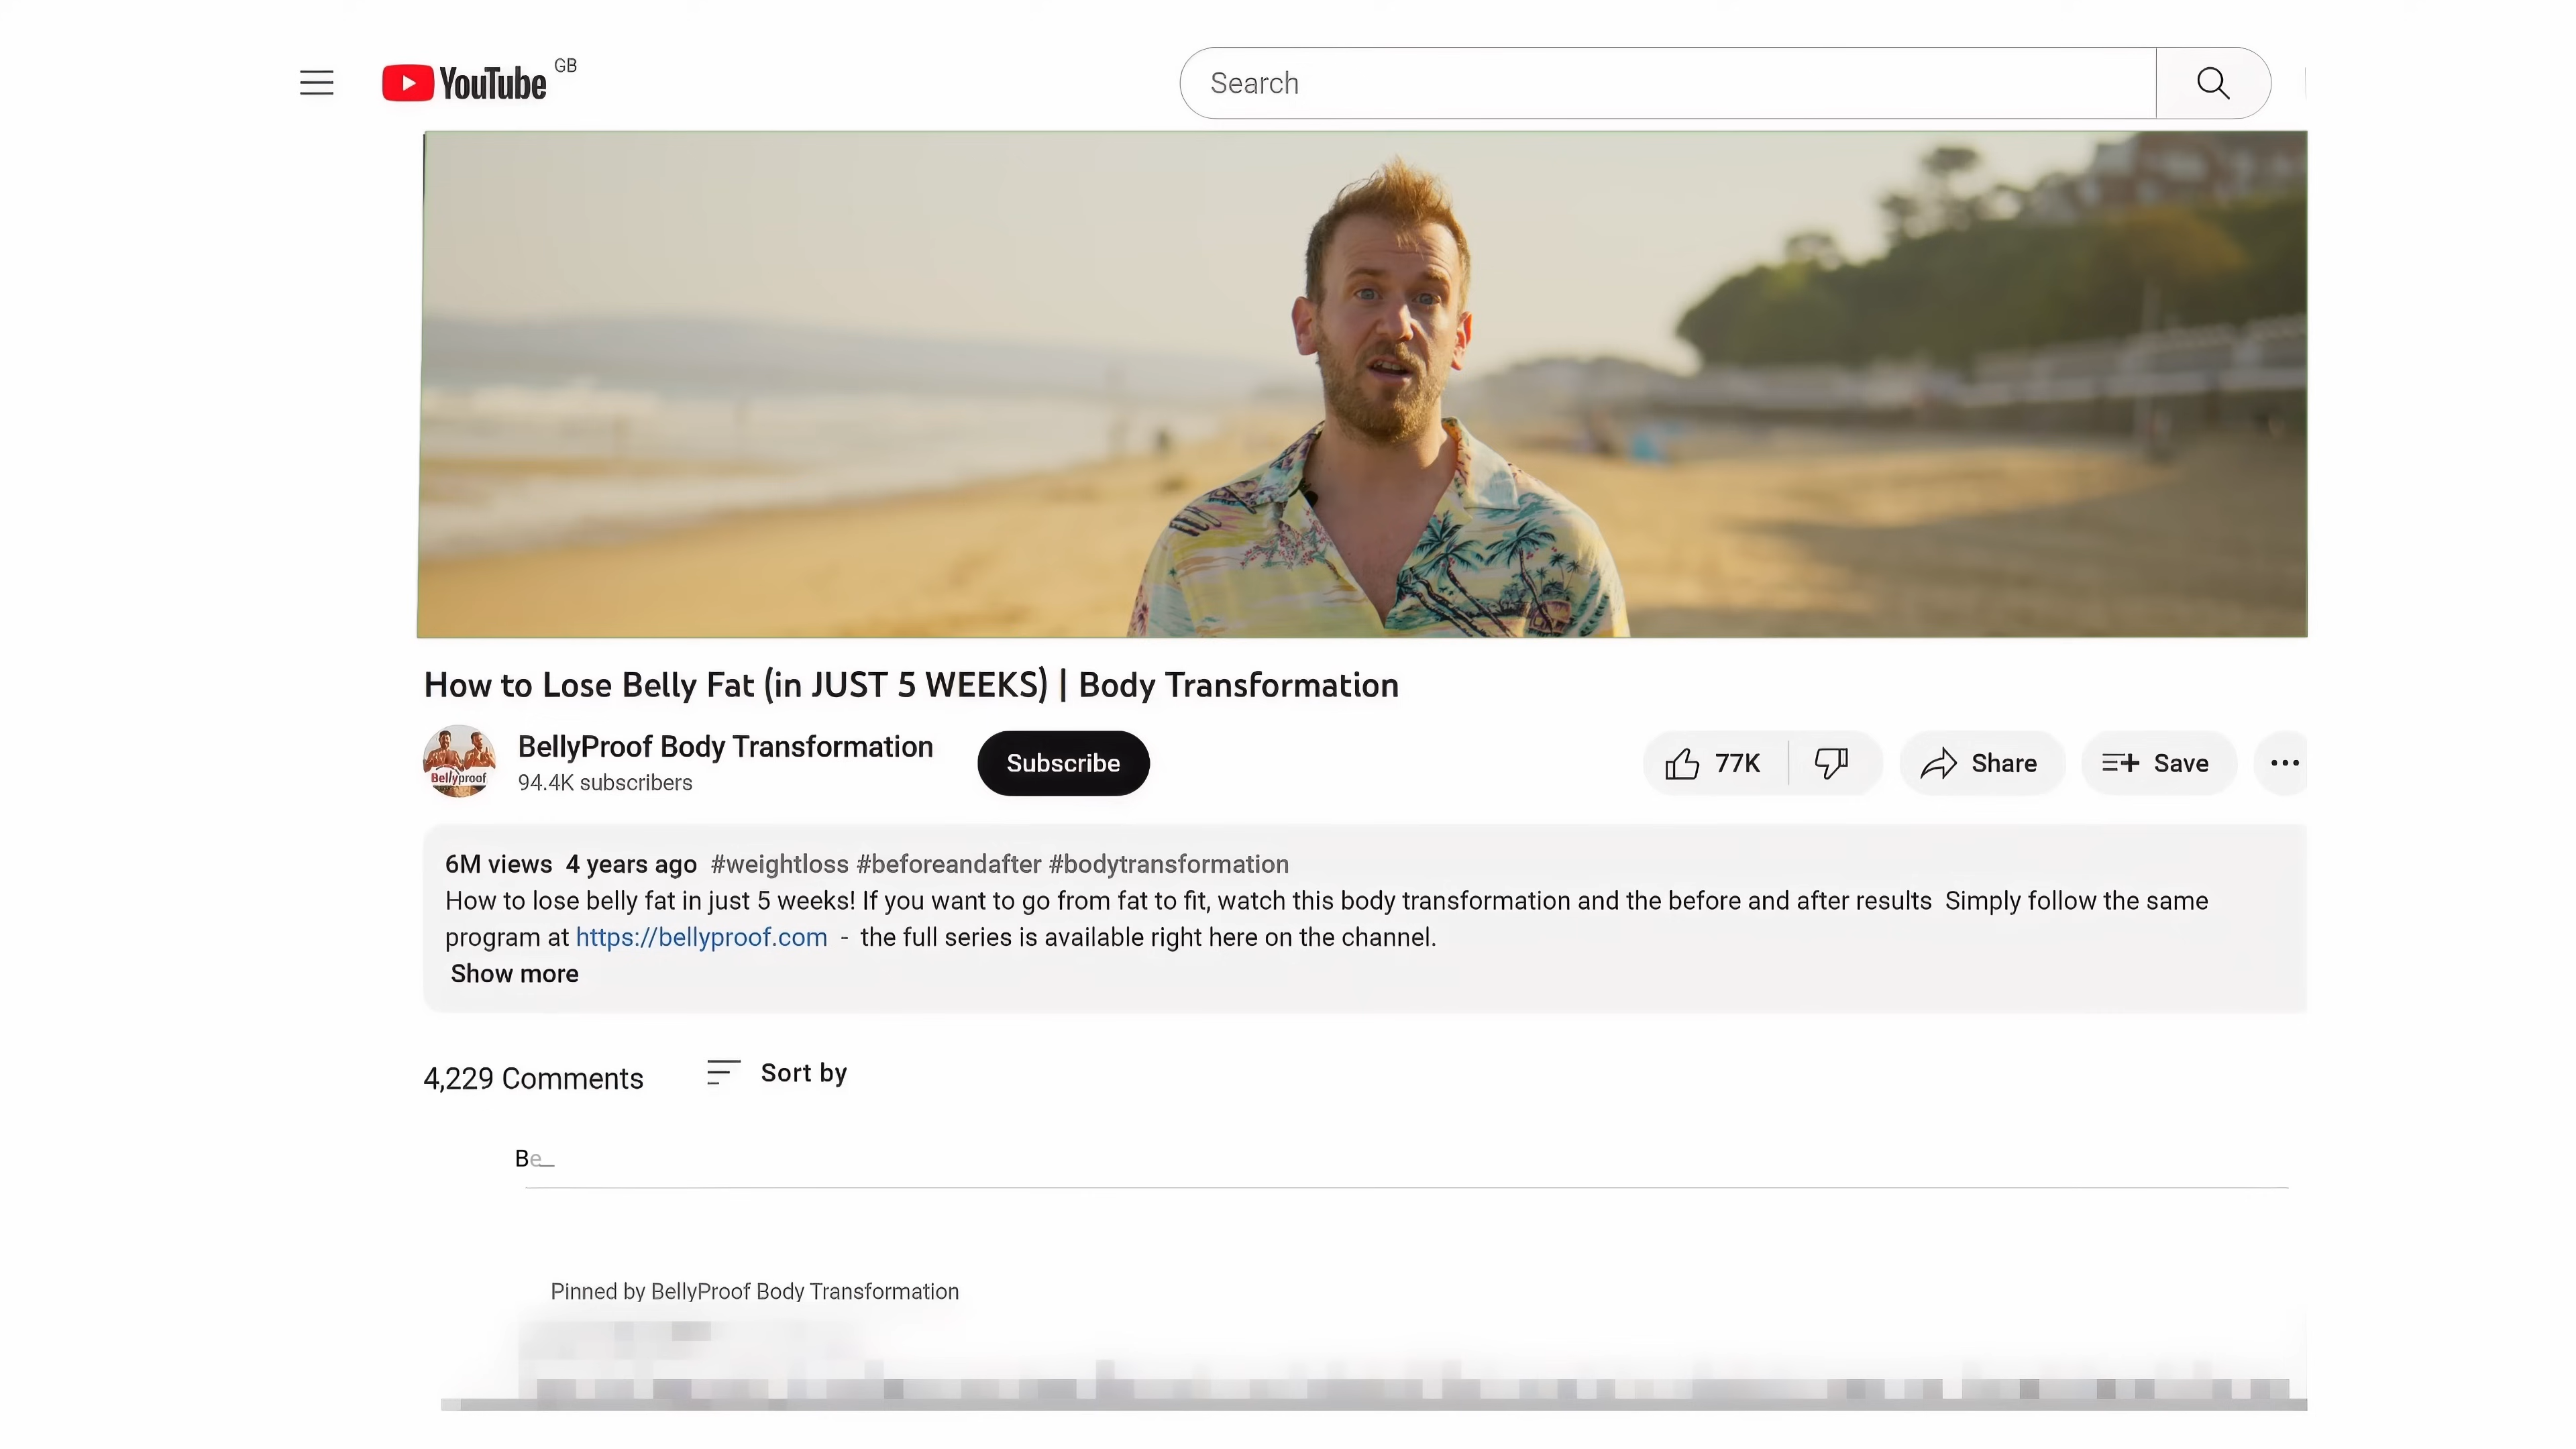 YouTube GB
Search
How to Lose Belly Fat (in JUST 5 WEEKS) | Body Transformation
Bellyproof
BellyProof Body Transformation
94.4K subscribers
Subscribe
77K
Share
Save
6M views 4 years ago #weightloss #beforeandafter #bodytransformation
How to lose belly fat in just 5 weeks! If you want to go from fat to fit, watch this body transformation and the before and after results Simply follow the same
program at https://bellyproof.com - the full series is available right here on the channel.
Show more
4,229 Comments
Sort by
Be_
Pinned by BellyProof Body Transformation